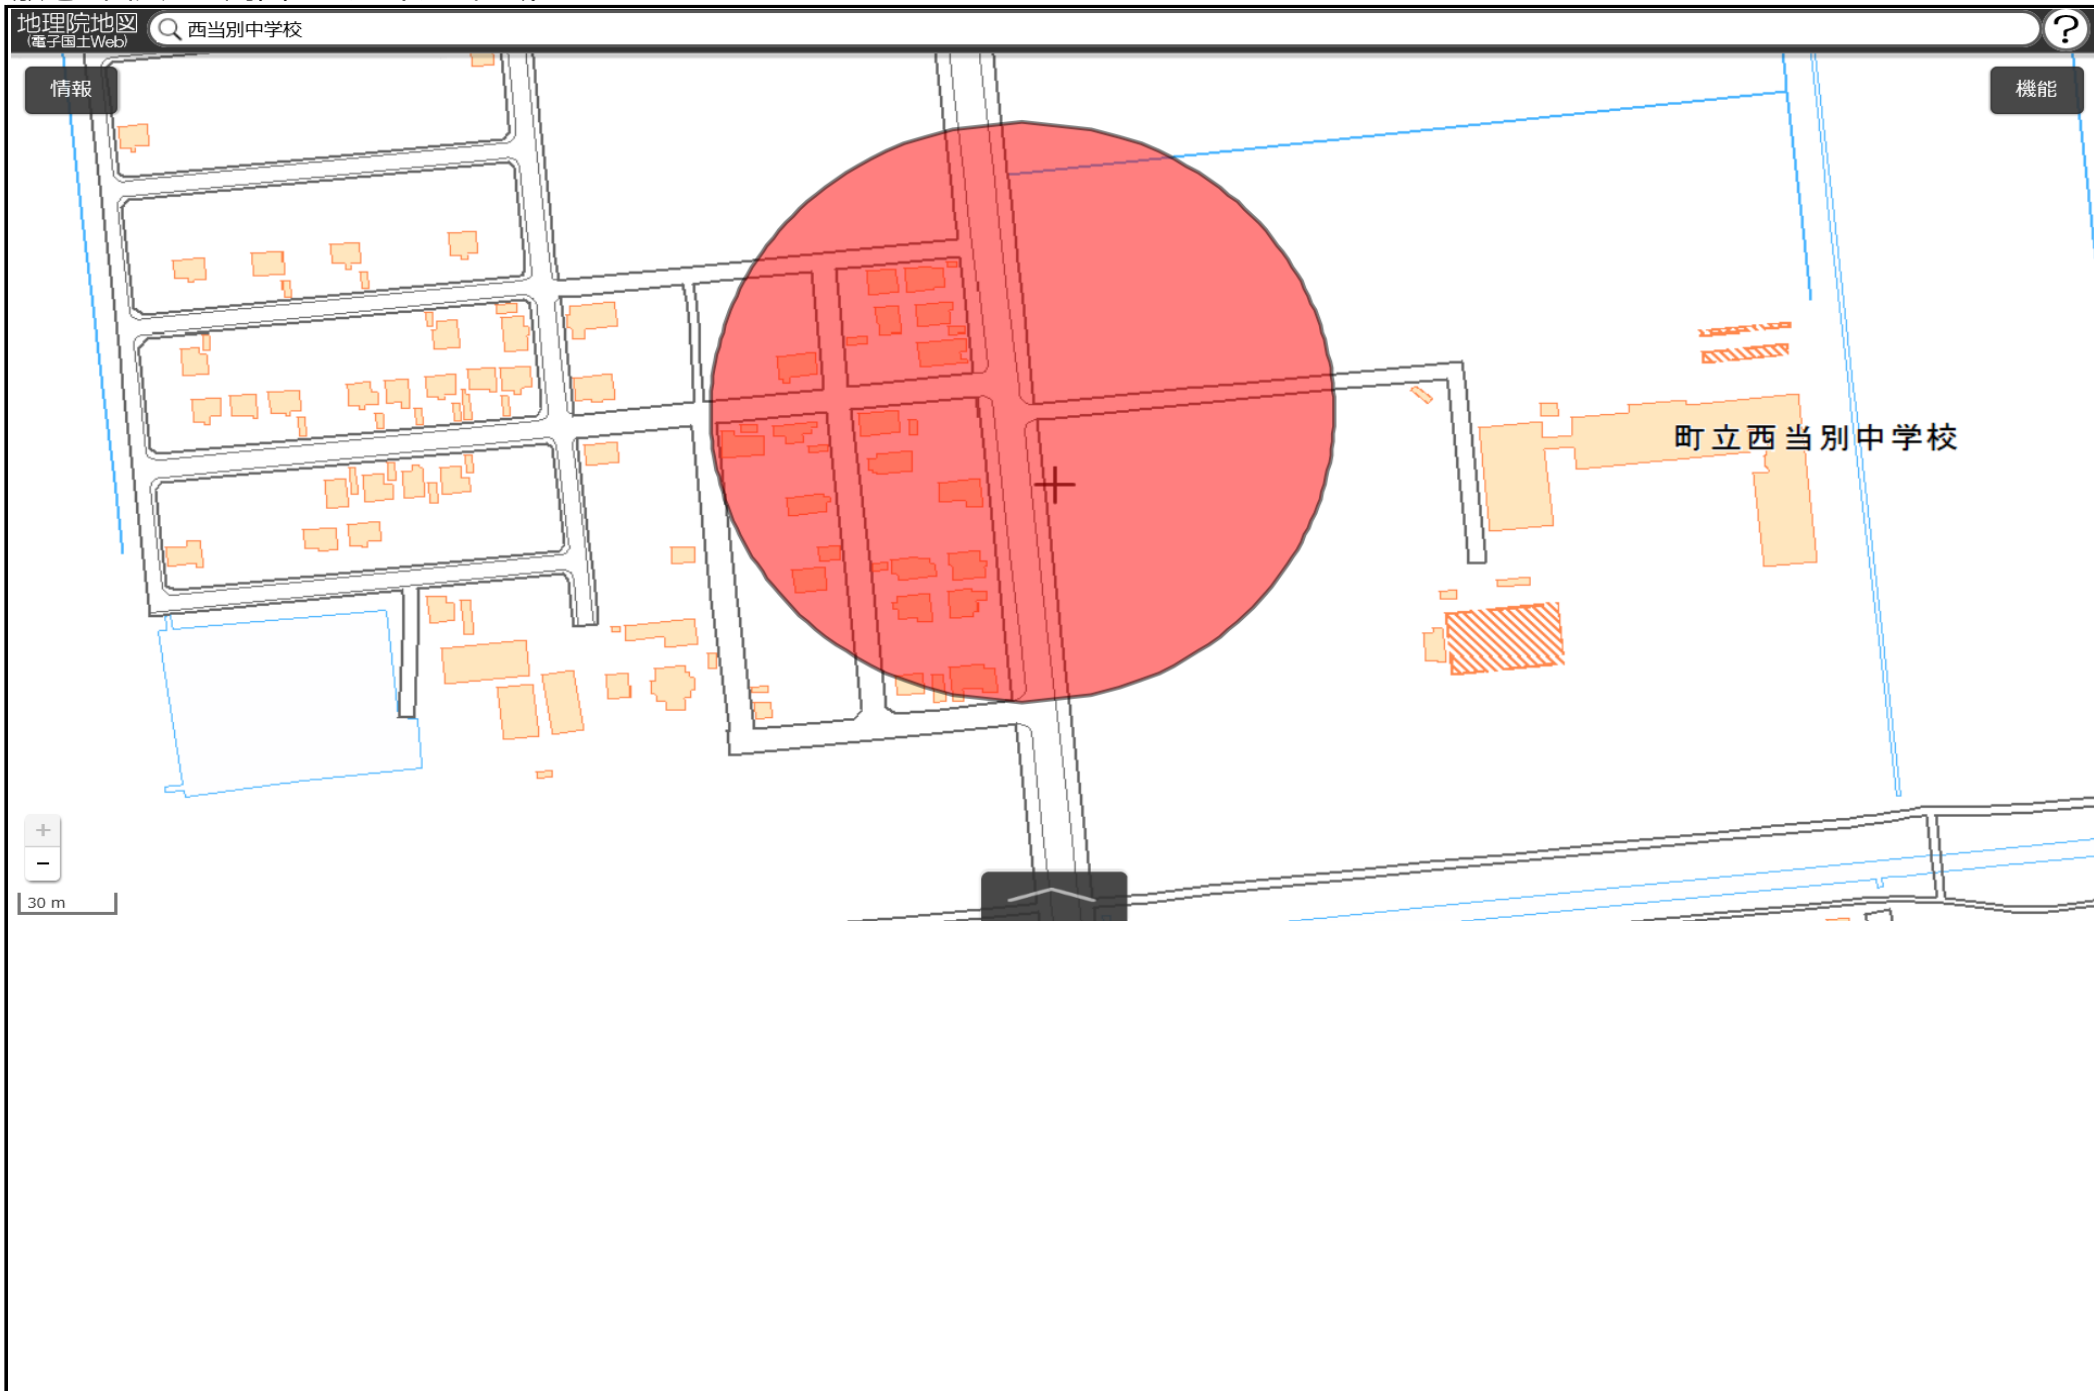 地理院地図
(電子国土Web)
西当別中学校
?
情報
機能
町立西当別中学校
+
−
30 m